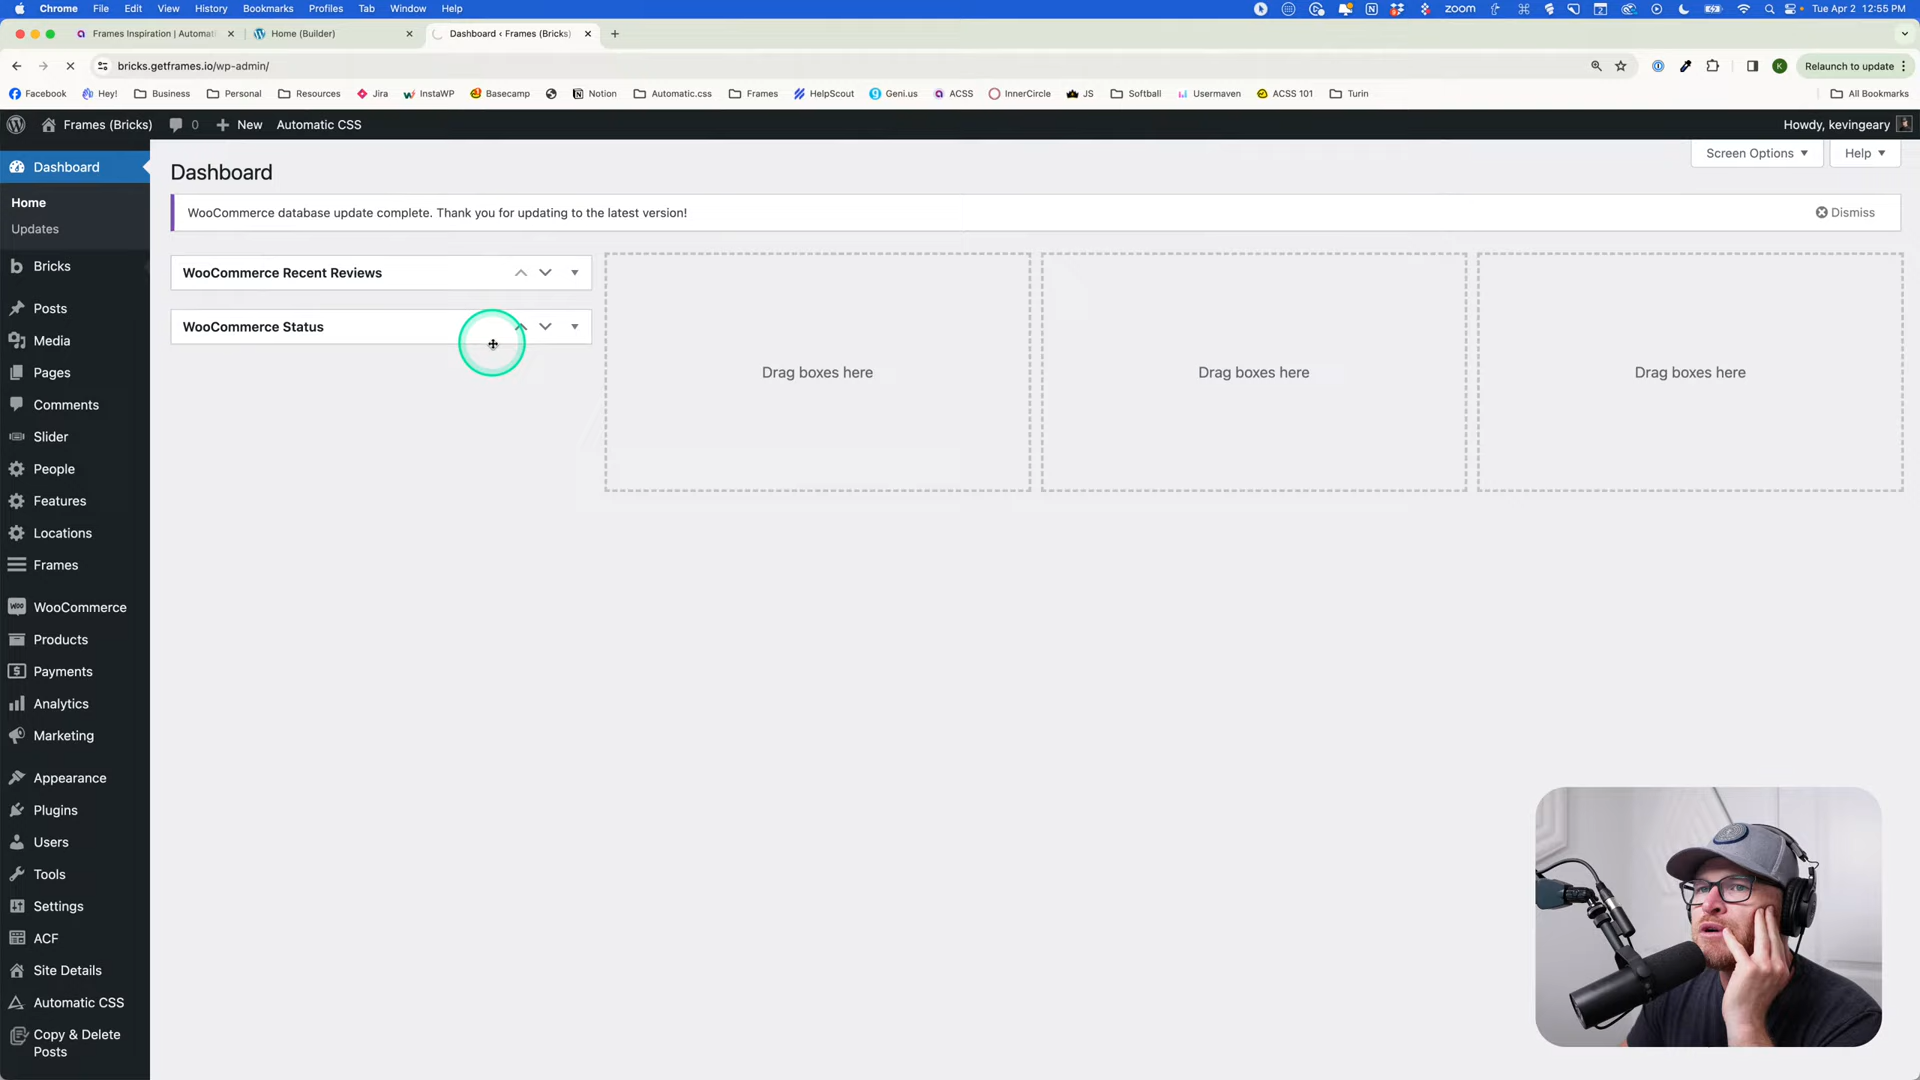 Chrome File Edit View History Bookmarks Profiles Tab Window Help zoom Tue Apr 2 12:55 PM
Frames Inspiration | Automat Home (Builder) Dashboard ‹ Frames (Bricks)
bricks.getframes.io/wp-admin/ K Relaunch to update
Facebook Hey! Business Personal Resources Jira InstaWP Basecamp Notion Automatic.css Frames HelpScout Geni.us ACSS InnerCircle JS Softball Usermaven ACSS 101 Turin All Bookmarks
Frames (Bricks) 0 New Automatic CSS Howdy, kevingeary
Screen Options Help
Dashboard
Home
Updates
Bricks
Posts
Media
Pages
Comments
Slider
People
Features
Locations
Frames
WooCommerce
Products
Payments
Analytics
Marketing
Appearance
Plugins
Users
Tools
Settings
ACF
Site Details
Automatic CSS
Copy & Delete
Posts
Dashboard
WooCommerce database update complete. Thank you for updating to the latest version! Dismiss
WooCommerce Recent Reviews
WooCommerce Status
Drag boxes here
Drag boxes here
Drag boxes here